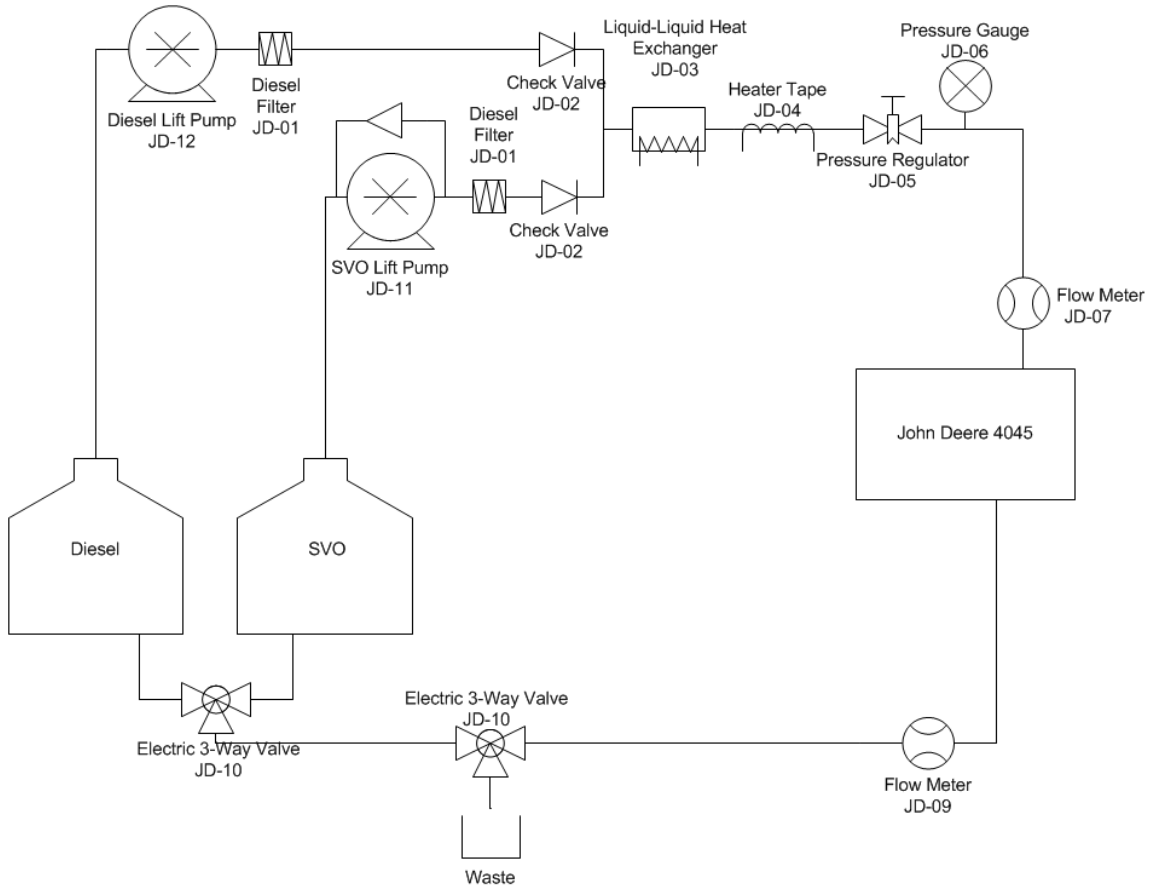 Liquid-Liquid Heat
Exchanger
JD-03
Pressure Gauge
JD-06
Diesel
Filter
JD-01
Check Valve
JD-02
Heater Tape
JD-04
Diesel Lift Pump
JD-12
Diesel
Filter
JD-01
Pressure Regulator
JD-05
Check Valve
JD-02
SVO Lift Pump
JD-11
Flow Meter
JD-07
John Deere 4045
Diesel
SVO
Electric 3-Way Valve
JD-10
Electric 3-Way Valve
JD-10
Flow Meter
JD-09
Waste